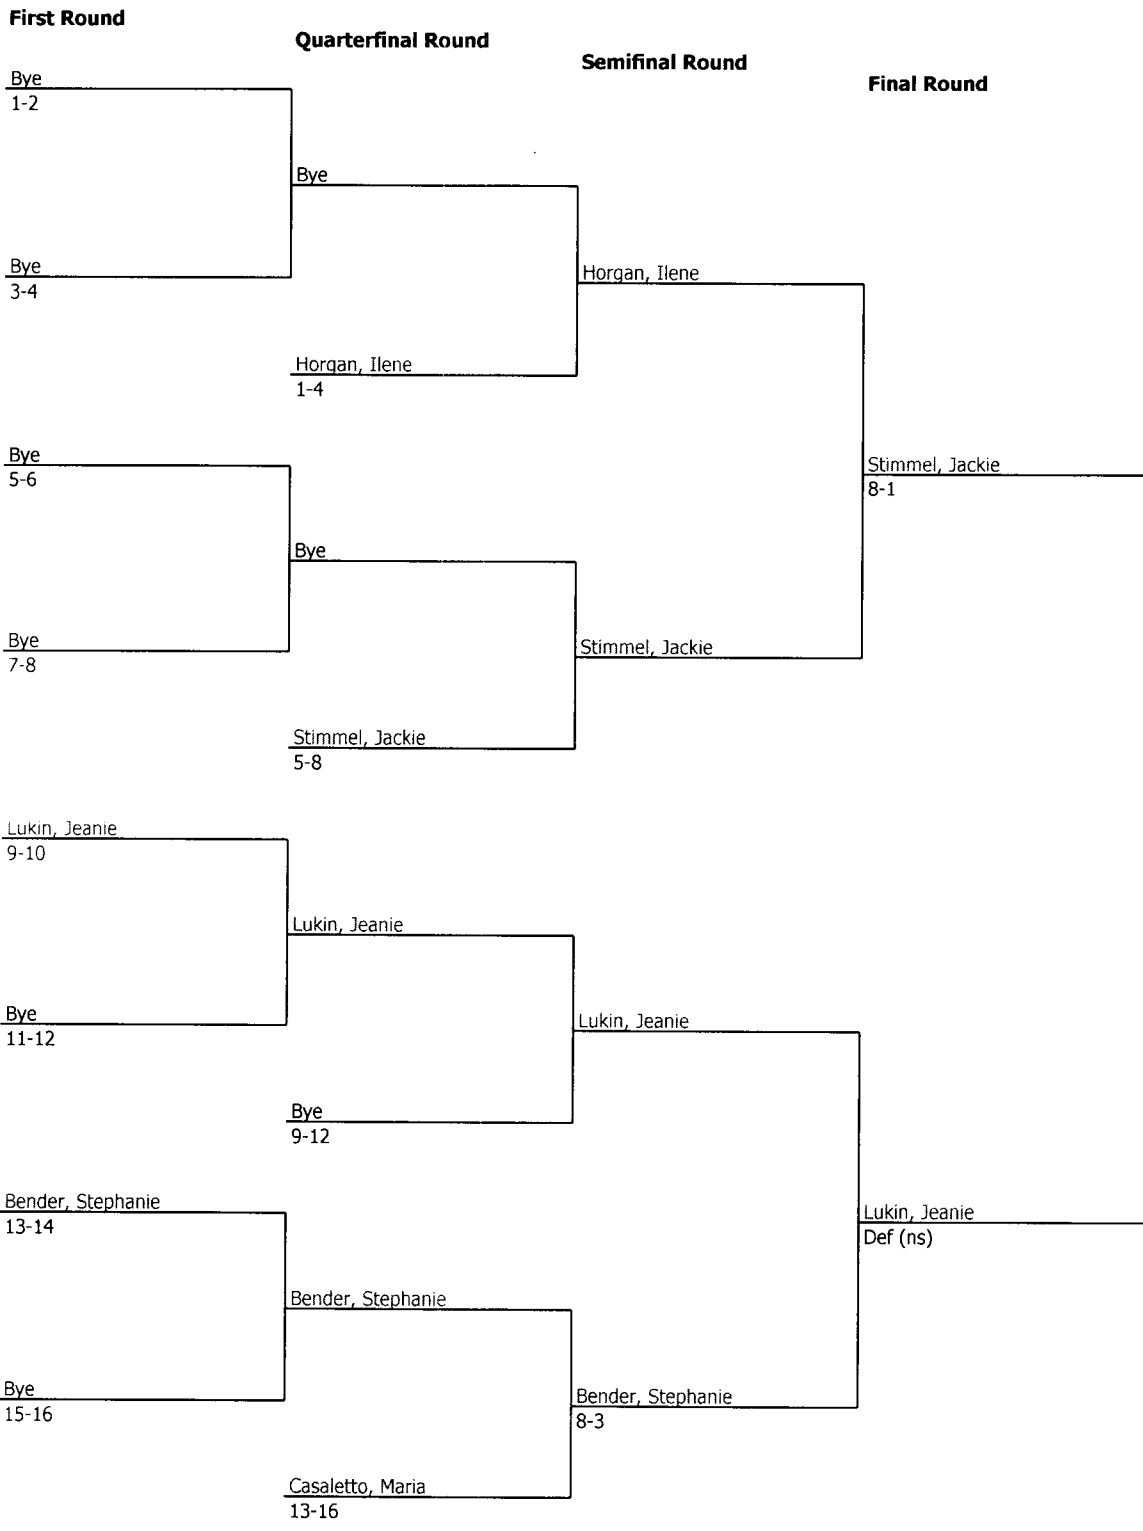 First Round
Quarterfinal Round
Semifinal Round
Final Round
Bye
1-2
Bye
Bye
3-4
Horgan, Ilene
Horgan, Ilene
1-4
Bye
5-6
Stimmel, Jackie
8-1
Bye
Bye
7-8
Stimmel, Jackie
Stimmel, Jackie
5-8
Lukin, Jeanie
9-10
Lukin, Jeanie
Bye
11-12
Lukin, Jeanie
Bye
9-12
Bender, Stephanie
13-14
Lukin, Jeanie
Def (ns)
Bender, Stephanie
Bye
15-16
Bender, Stephanie
8-3
Casaletto, Maria
13-16